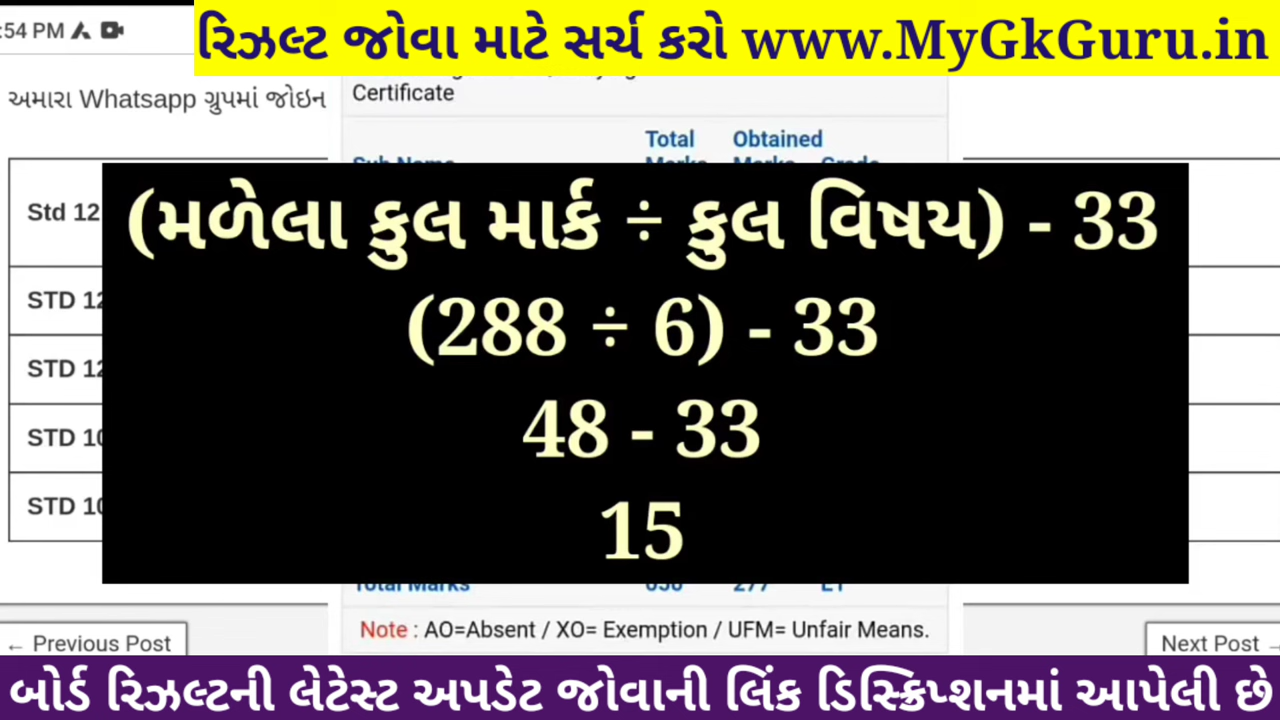 :54 PM
રિઝલ્ટ જોવા માટે સર્ચ કરો www.MyGkGuru.in
અમારા Whatsapp ગ્રુપમાં જોઇન
Certificate
Total Obtained
Std 12
(મળેલા કુલ માર્ક ÷ કુલ વિષય) - 33
STD 12
(288 ÷ 6) - 33
STD 12
48 - 33
STD 10
STD 10
15
Total Marks
Note : AO=Absent / XO= Exemption / UFM= Unfair Means.
← Previous Post
Next Post →
બોર્ડ રિઝલ્ટની લેટેસ્ટ અપડેટ જોવાની લિંક ડિસ્ક્રિપ્શનમાં આપેલી છે